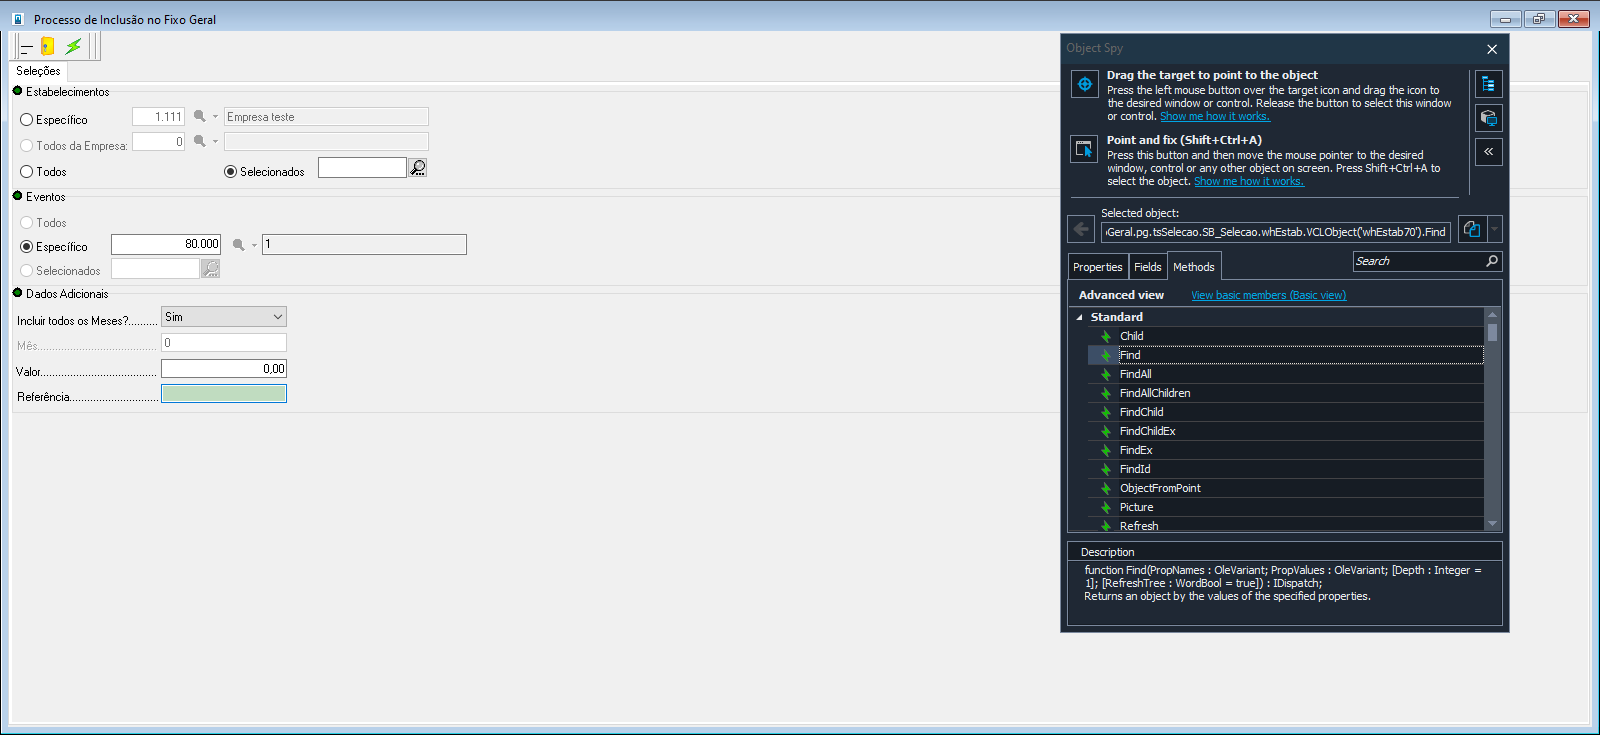 Processo de Inclusão no Fixo Geral
Seleções
Estabelecimentos
Específico
1.111
Empresa teste
Todos da Empresa:
0
Todos
Selecionados
Eventos
Todos
Específico
80.000
1
Selecionados
Dados Adicionais
Incluir todos os Meses?..........
Sim
Mês........................................
0
Valor.......................................
0,00
Referência..............................
Object Spy
Drag the target to point to the object
Press the left mouse button over the target icon and drag the icon to
the desired window or control. Release the button to select this window
or control. Show me how it works.
Point and fix (Shift+Ctrl+A)
Press this button and then move the mouse pointer to the desired
window, control or any other object on screen. Press Shift+Ctrl+A to
select the object. Show me how it works.
Selected object:
Geral.pg.tsSelecao.SB_Selecao.whEstab.VCLObject('whEstab70').Find
Properties
Fields
Methods
Search
Advanced view
View basic members (Basic view)
Standard
Child
Find
FindAll
FindAllChildren
FindChild
FindChildEx
FindEx
FindId
ObjectFromPoint
Picture
Refresh
Description
function Find(PropNames : OleVariant; PropValues : OleVariant; [Depth : Integer =
1]; [RefreshTree : WordBool = true]) : IDispatch;
Returns an object by the values of the specified properties.